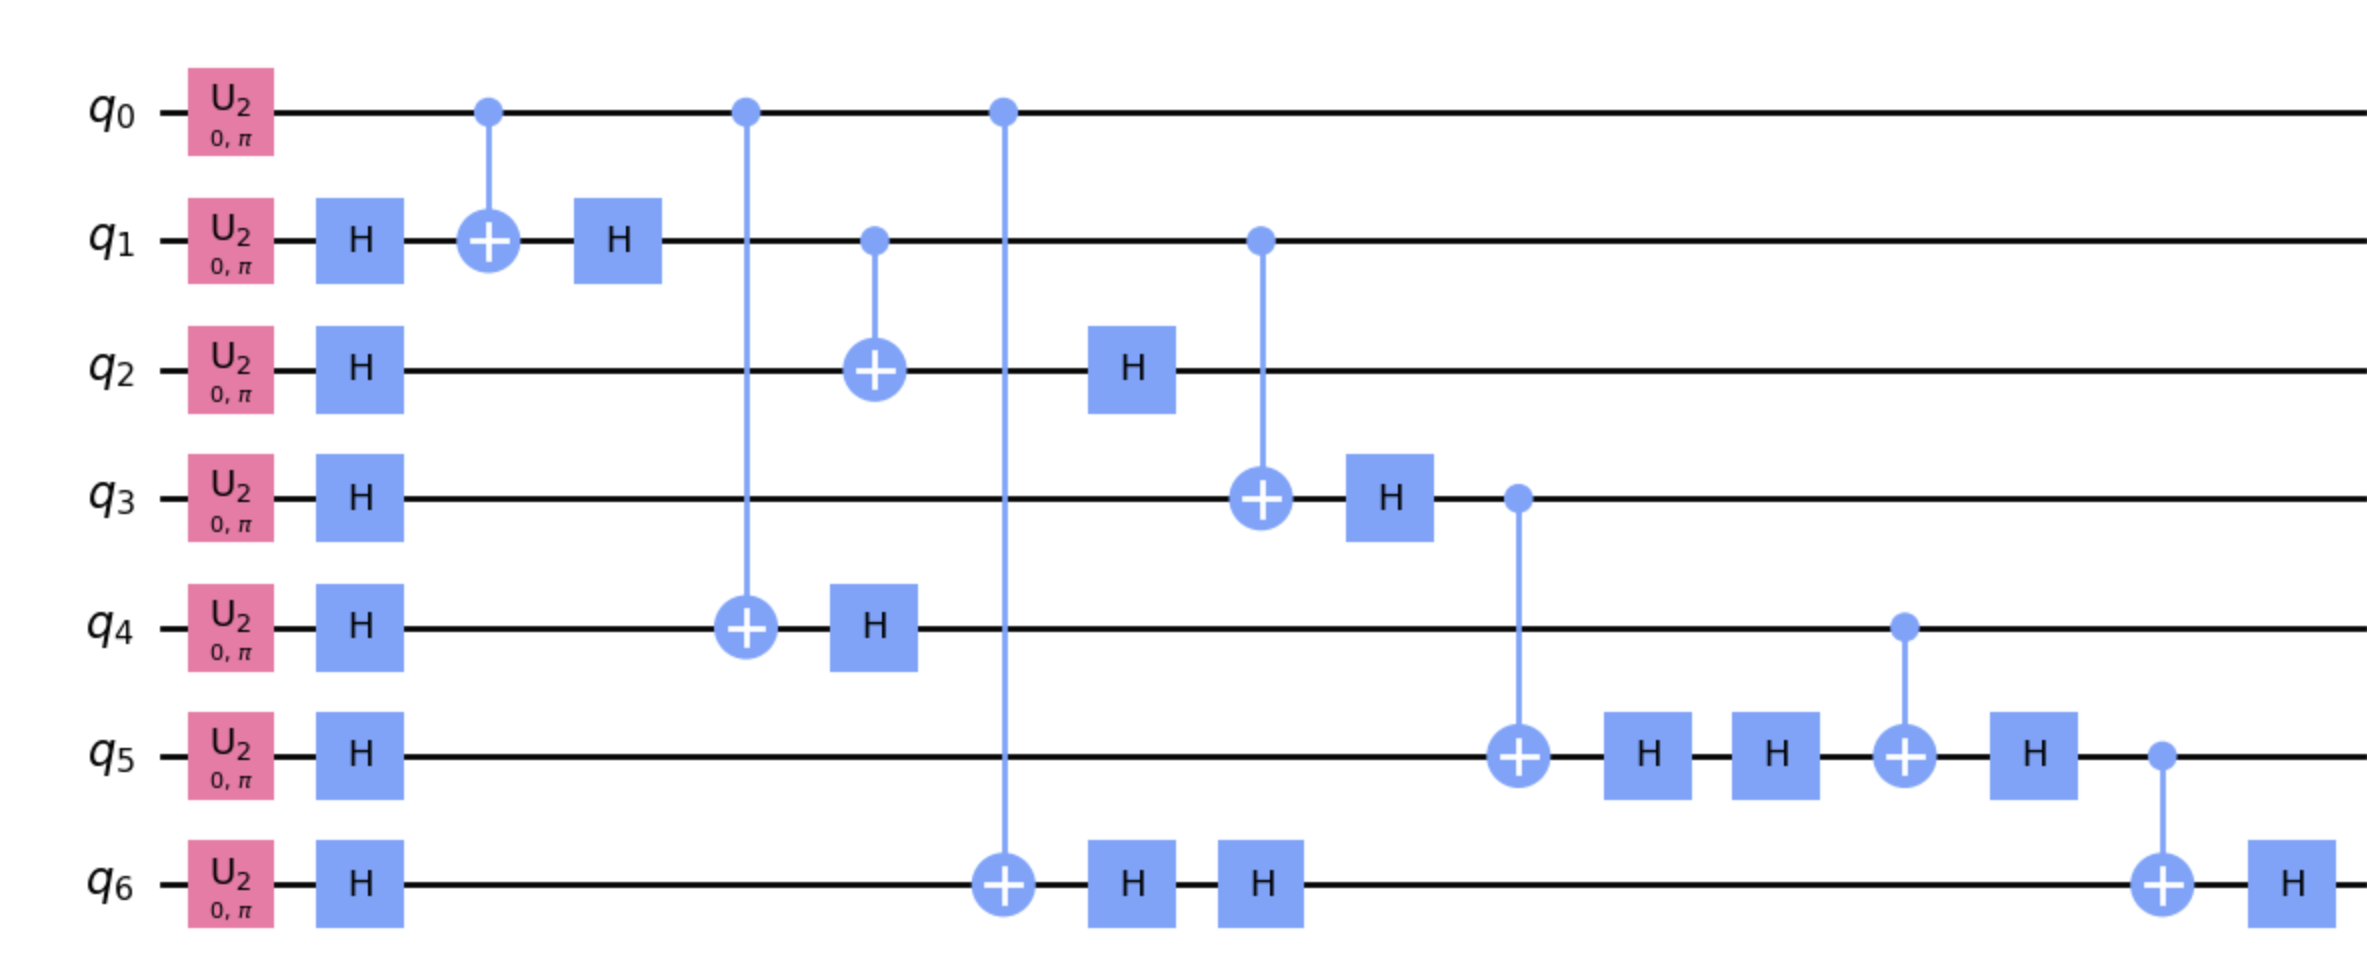 q0 U2 0, π
q1 U2 0, π H H
q2 U2 0, π H H
q3 U2 0, π H H
q4 U2 0, π H H
q5 U2 0, π H H H H
q6 U2 0, π H H H H